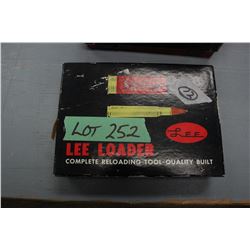 LOT 252
Lee
LEE LOADER
COMPLETE RELOADING TOOL-QUALITY BUILT